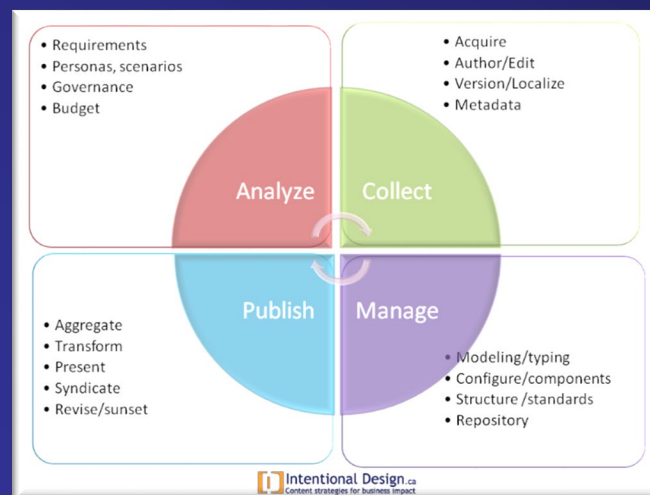 • Requirements
• Personas, scenarios
• Governance
• Budget
• Acquire
• Author/Edit
• Version/Localize
• Metadata
Analyze
Collect
Publish
Manage
• Aggregate
• Transform
• Present
• Syndicate
• Revise/sunset
• Modeling/typing
• Configure/components
• Structure /standards
• Repository
Intentional Design.ca
Content strategies for business impact